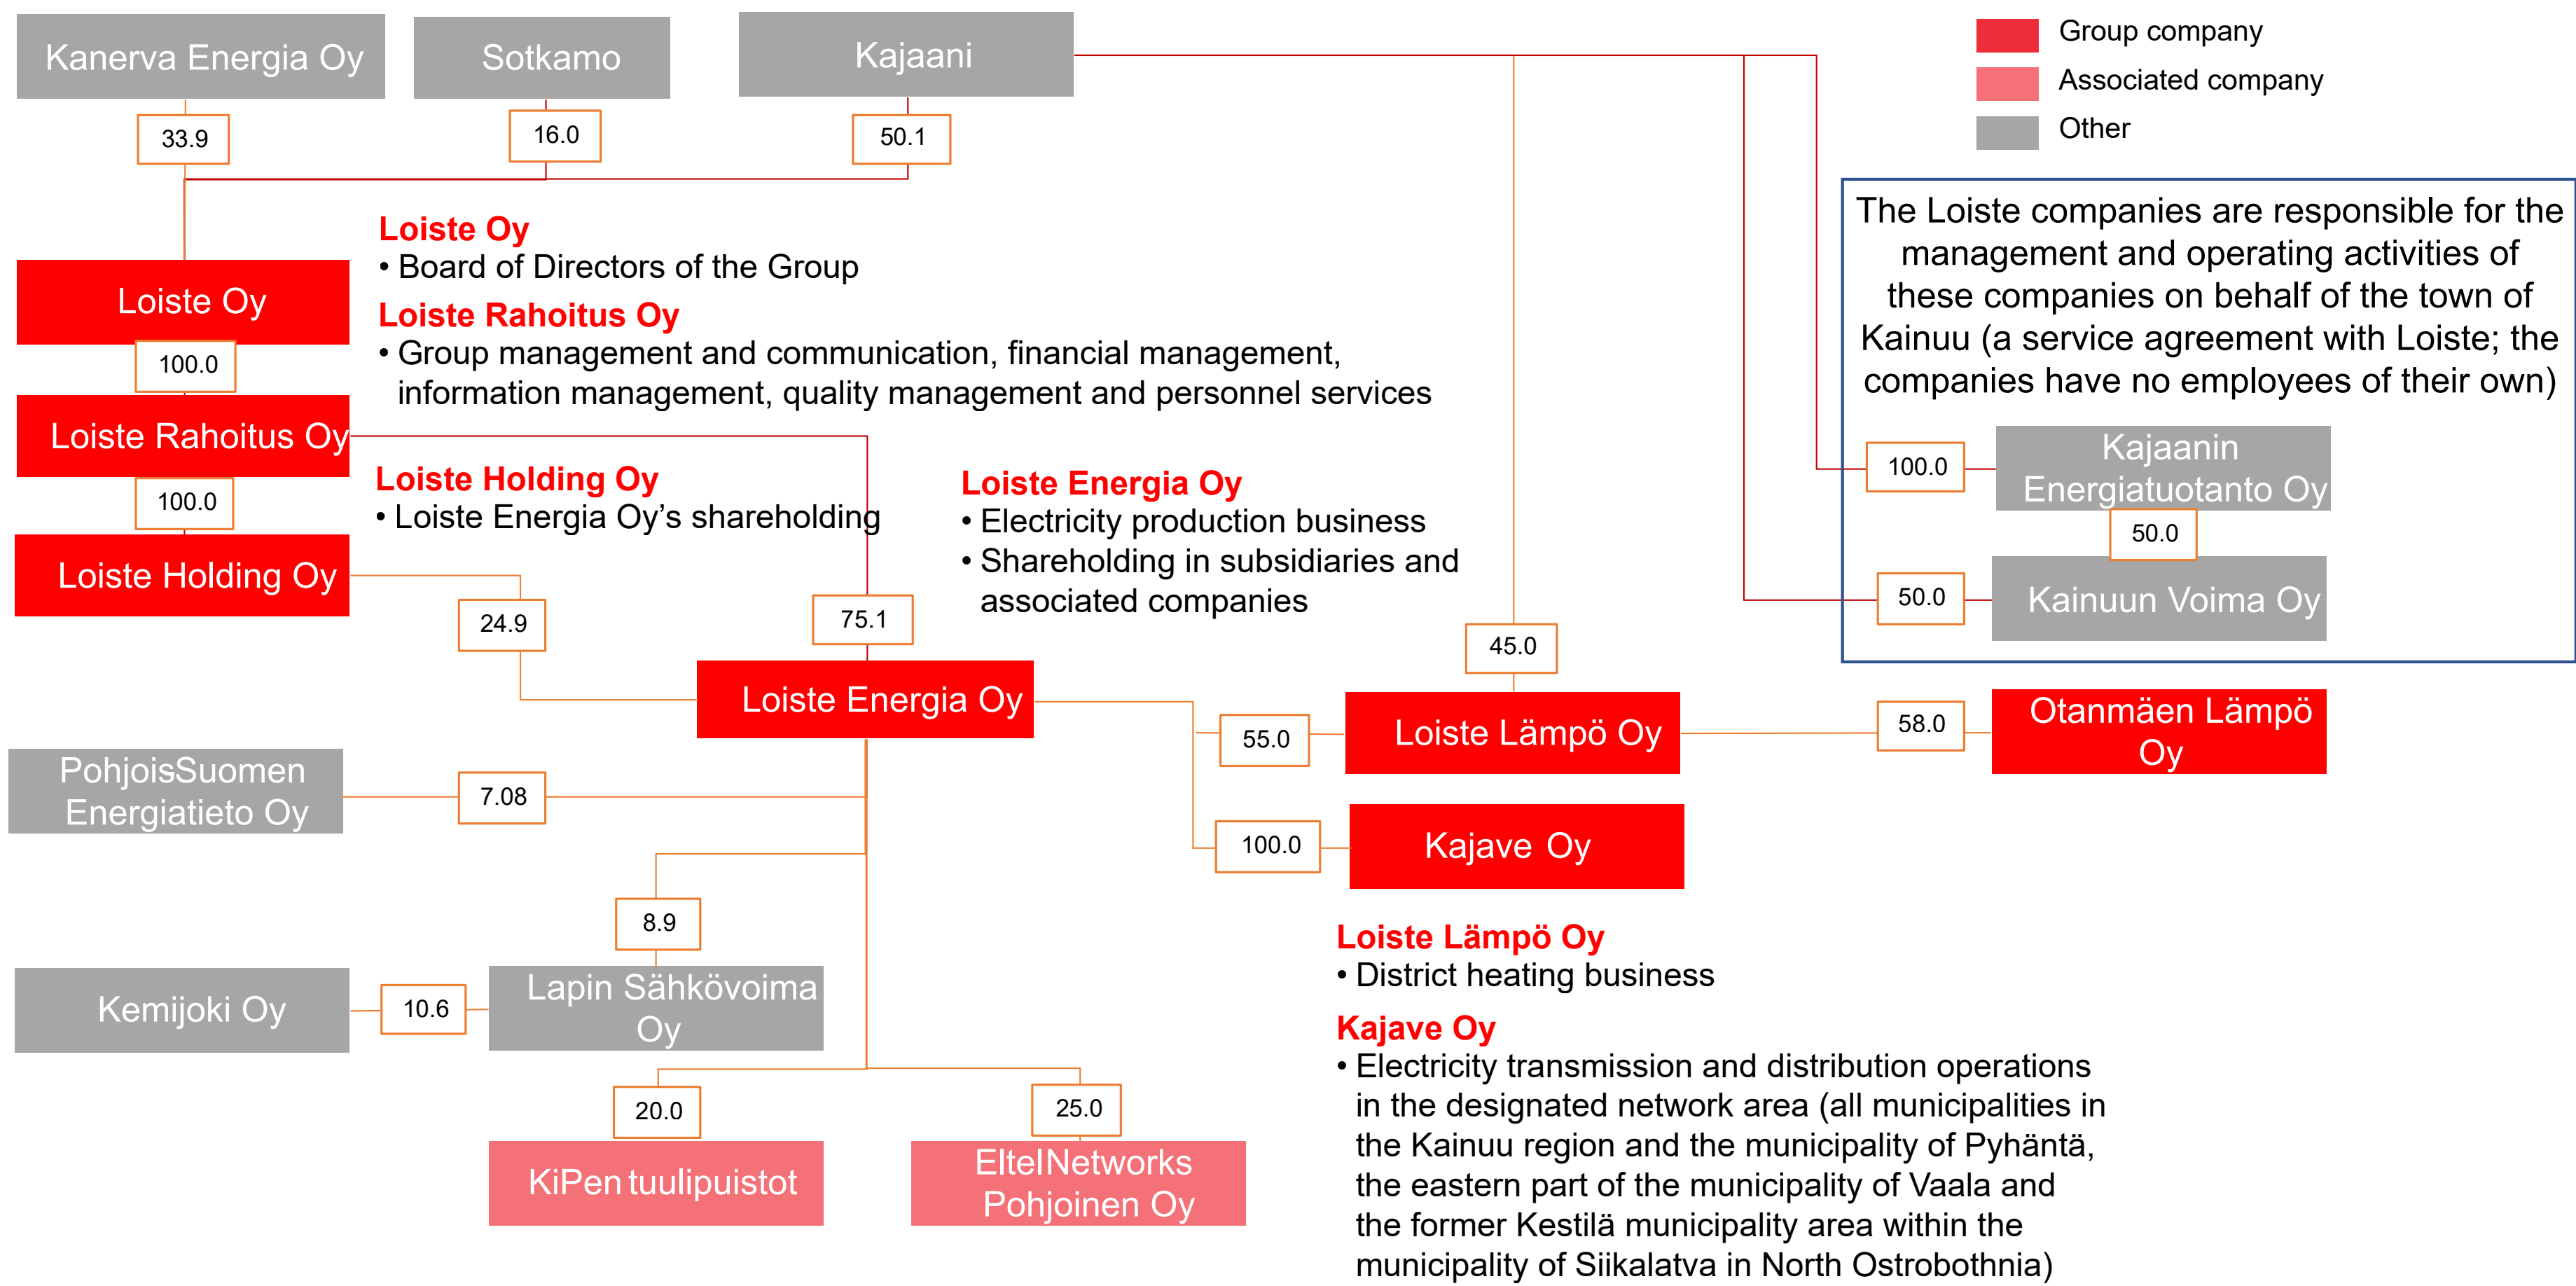 Kanerva Energia Oy
Sotkamo
Kajaani
Group company
Associated company
Other
33.9
16.0
50.1
The Loiste companies are responsible for the
management and operating activities of
these companies on behalf of the town of
Kainuu (a service agreement with Loiste; the
companies have no employees of their own)
Loiste Oy
• Board of Directors of the Group
Loiste Oy
Loiste Rahoitus Oy
• Group management and communication, financial management,
information management, quality management and personnel services
100.0
Loiste Rahoitus Oy
100.0
Kajaanin
Energiatuotanto Oy
50.0
50.0
Kainuun Voima Oy
Loiste Holding Oy
• Loiste Energia Oy’s shareholding
Loiste Energia Oy
• Electricity production business
• Shareholding in subsidiaries and
associated companies
100.0
Loiste Holding Oy
24.9
75.1
45.0
Loiste Energia Oy
55.0
Loiste Lämpö Oy
58.0
Otanmäen Lämpö
Oy
Pohjois-Suomen
Energiatieto Oy
7.08
100.0
Kajave Oy
8.9
Kemijoki Oy
10.6
Lapin Sähkövoima
Oy
Loiste Lämpö Oy
• District heating business
Kajave Oy
• Electricity transmission and distribution operations
in the designated network area (all municipalities in
the Kainuu region and the municipality of Pyhäntä,
the eastern part of the municipality of Vaala and
the former Kestilä municipality area within the
municipality of Siikalatva in North Ostrobothnia)
20.0
25.0
KiPen tuulipuistot
Eltel Networks
Pohjoinen Oy